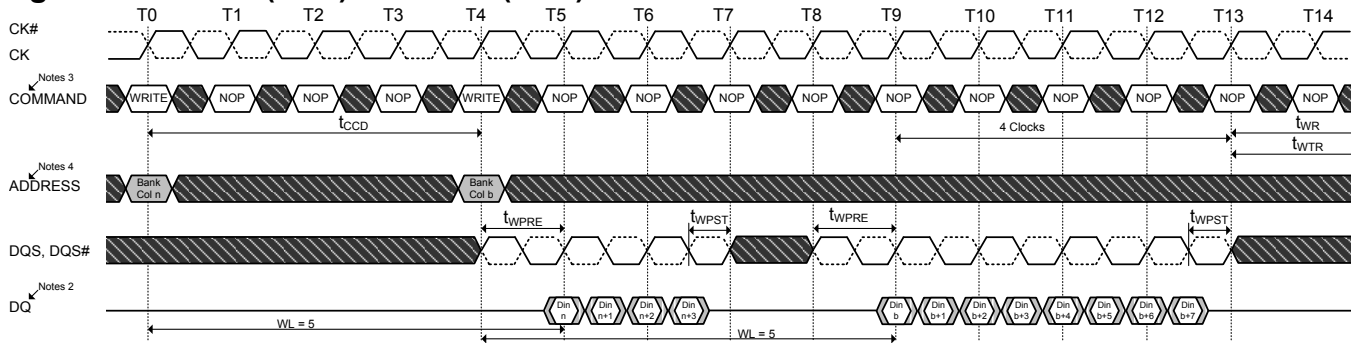 T0 T1 T2 T3 T4 T5 T6 T7 T8 T9 T10 T11 T12 T13 T14
CK#
CK
Notes 3
COMMAND WRITE NOP NOP NOP WRITE NOP NOP NOP NOP NOP NOP NOP NOP NOP NOP
tCCD 4 Clocks tWR
tWTR
Notes 4
ADDRESS Bank Col n Bank Col b
tWPRE tWPST tWPRE tWPST
DQS, DQS#
Notes 2
DQ Din n Din n+1 Din n+2 Din n+3 Din b Din b+1 Din b+2 Din b+3 Din b+4 Din b+5 Din b+6 Din b+7
WL = 5 WL = 5